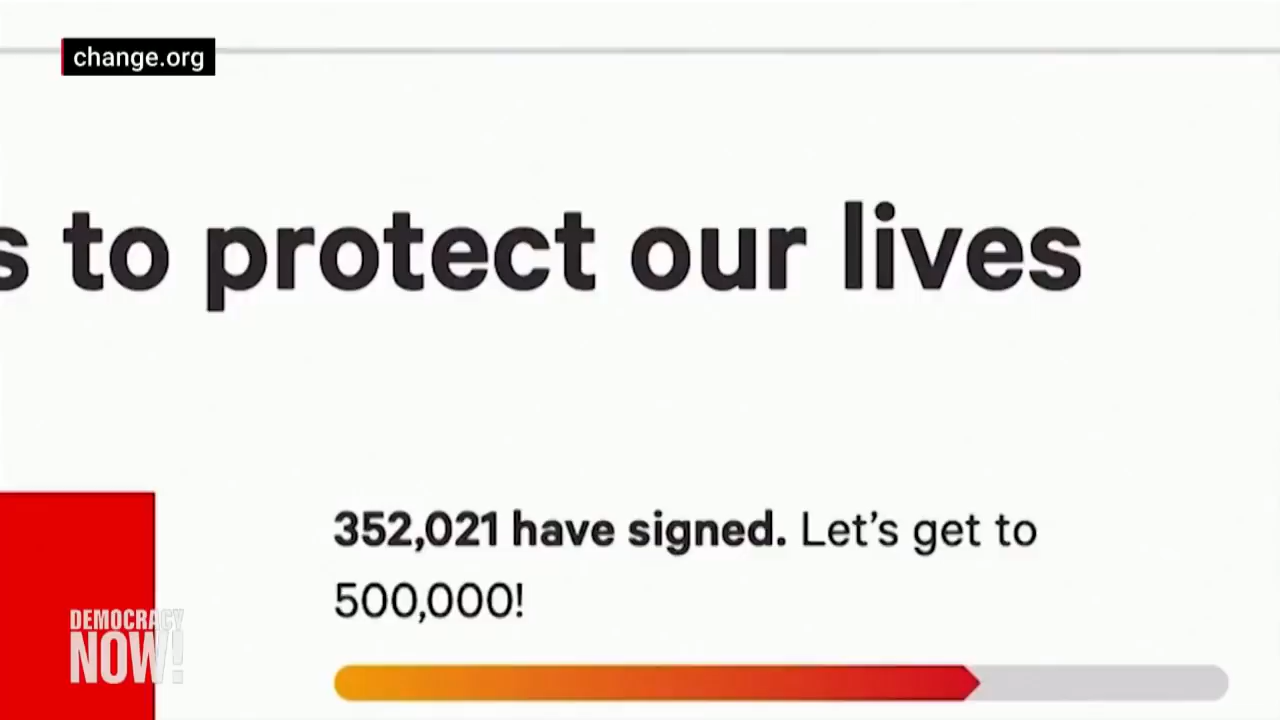 change.org
s to protect our lives
352,021 have signed. Let’s get to
500,000!
DEMOCRACY
NOW!